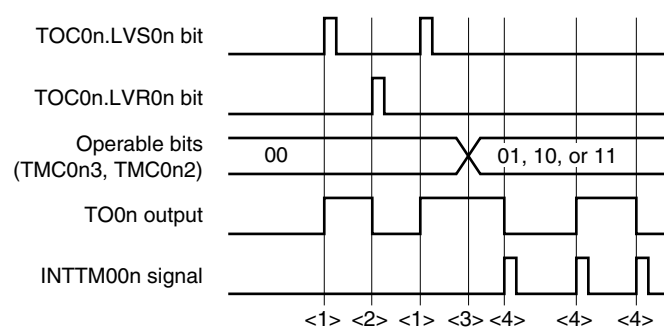 TOC0n.LVS0n bit
TOC0n.LVR0n bit
Operable bits
(TMC0n3, TMC0n2)
00
01, 10, or 11
TO0n output
INTTM00n signal
<1> <2> <1> <3> <4> <4> <4>